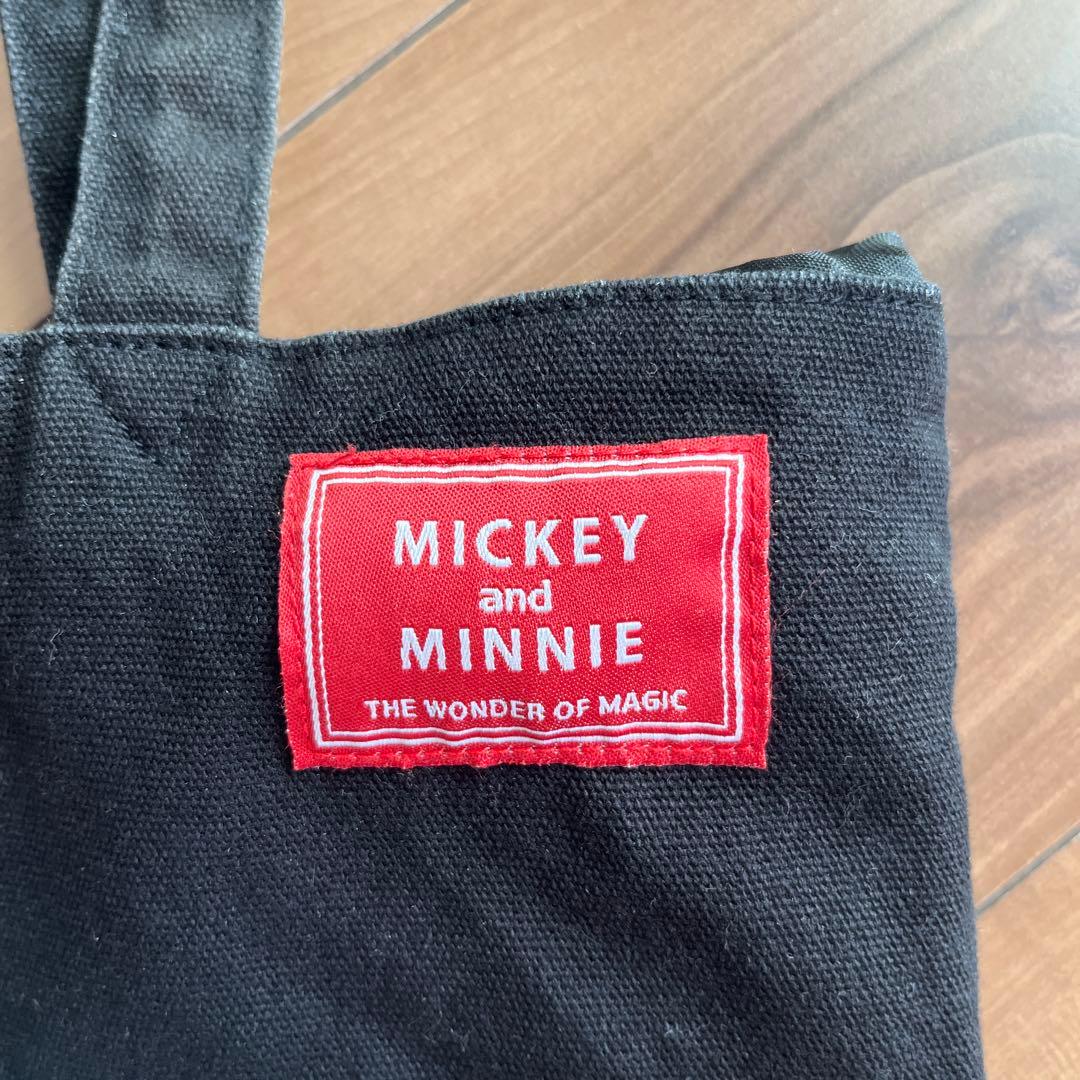 MICKEY
and
MINNIE
THE WONDER OF MAGIC